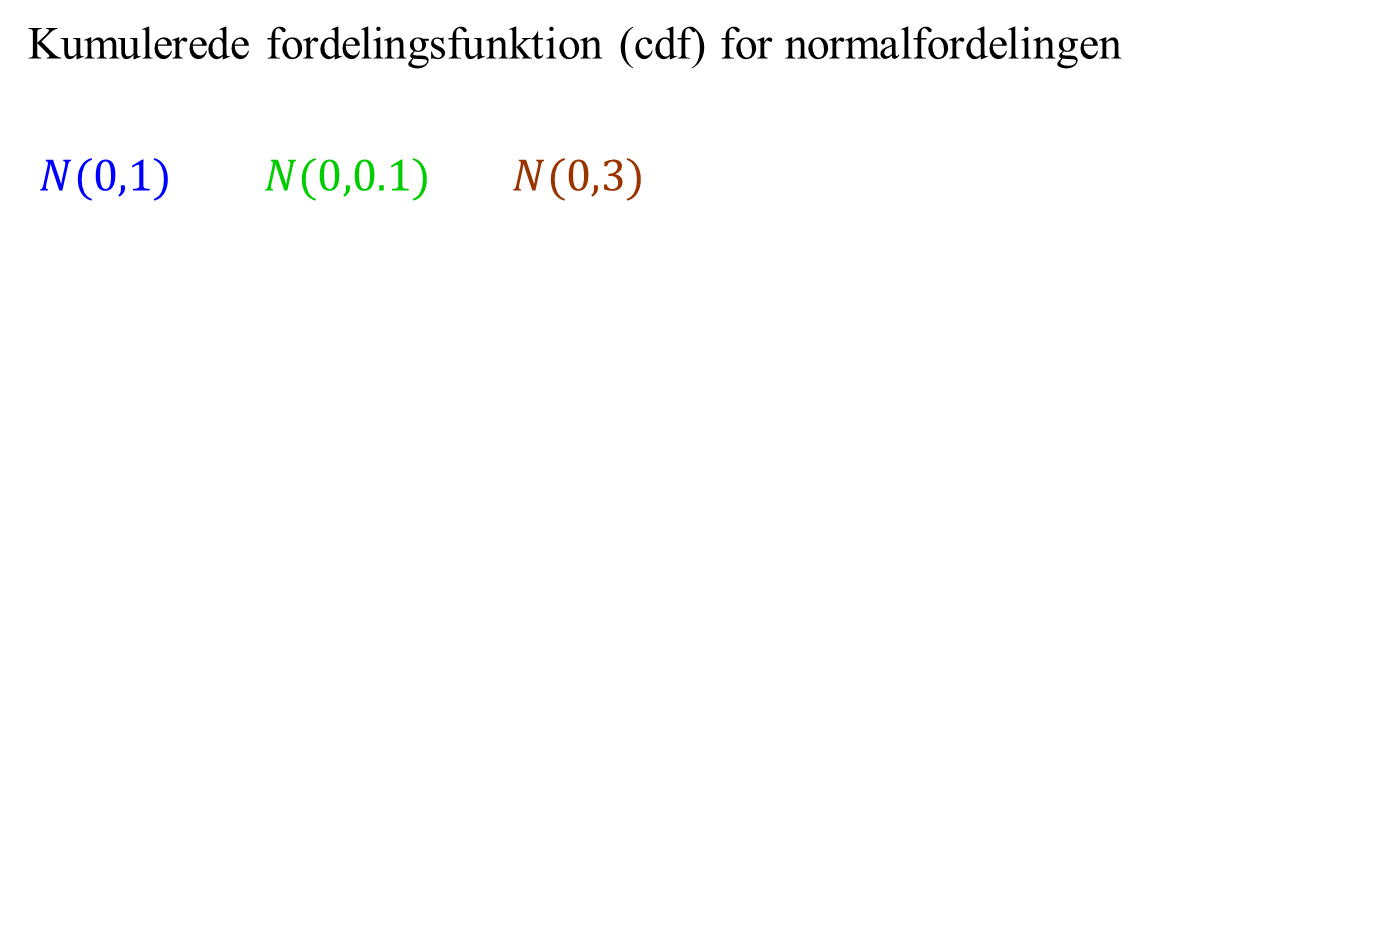 Kumulerede fordelingsfunktion (cdf) for normalfordelingen
N(0,1) N(0,0.1) N(0,3)